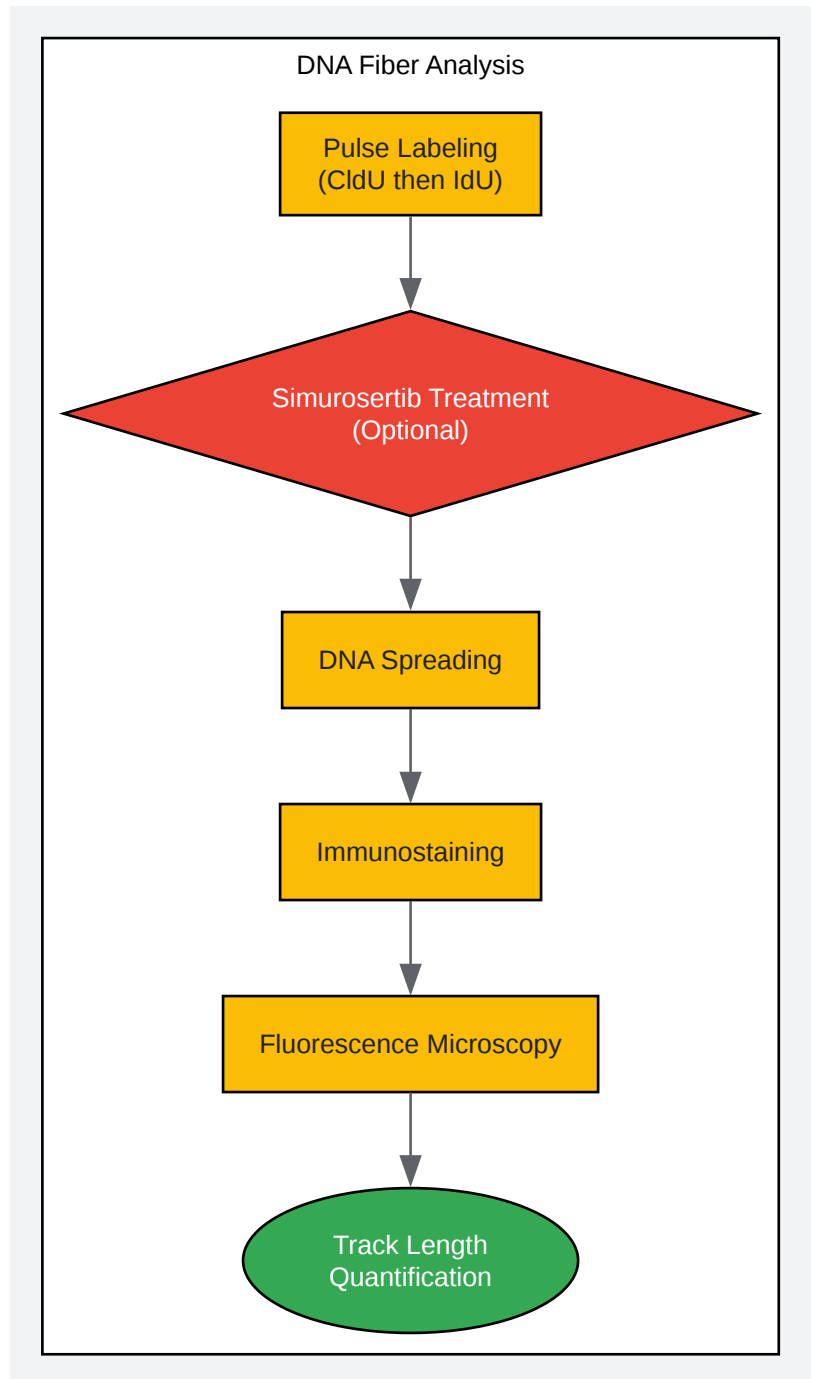 DNA Fiber Analysis
Pulse Labeling
(CldU then IdU)
Simurosertib Treatment
(Optional)
DNA Spreading
Immunostaining
Fluorescence Microscopy
Track Length
Quantification